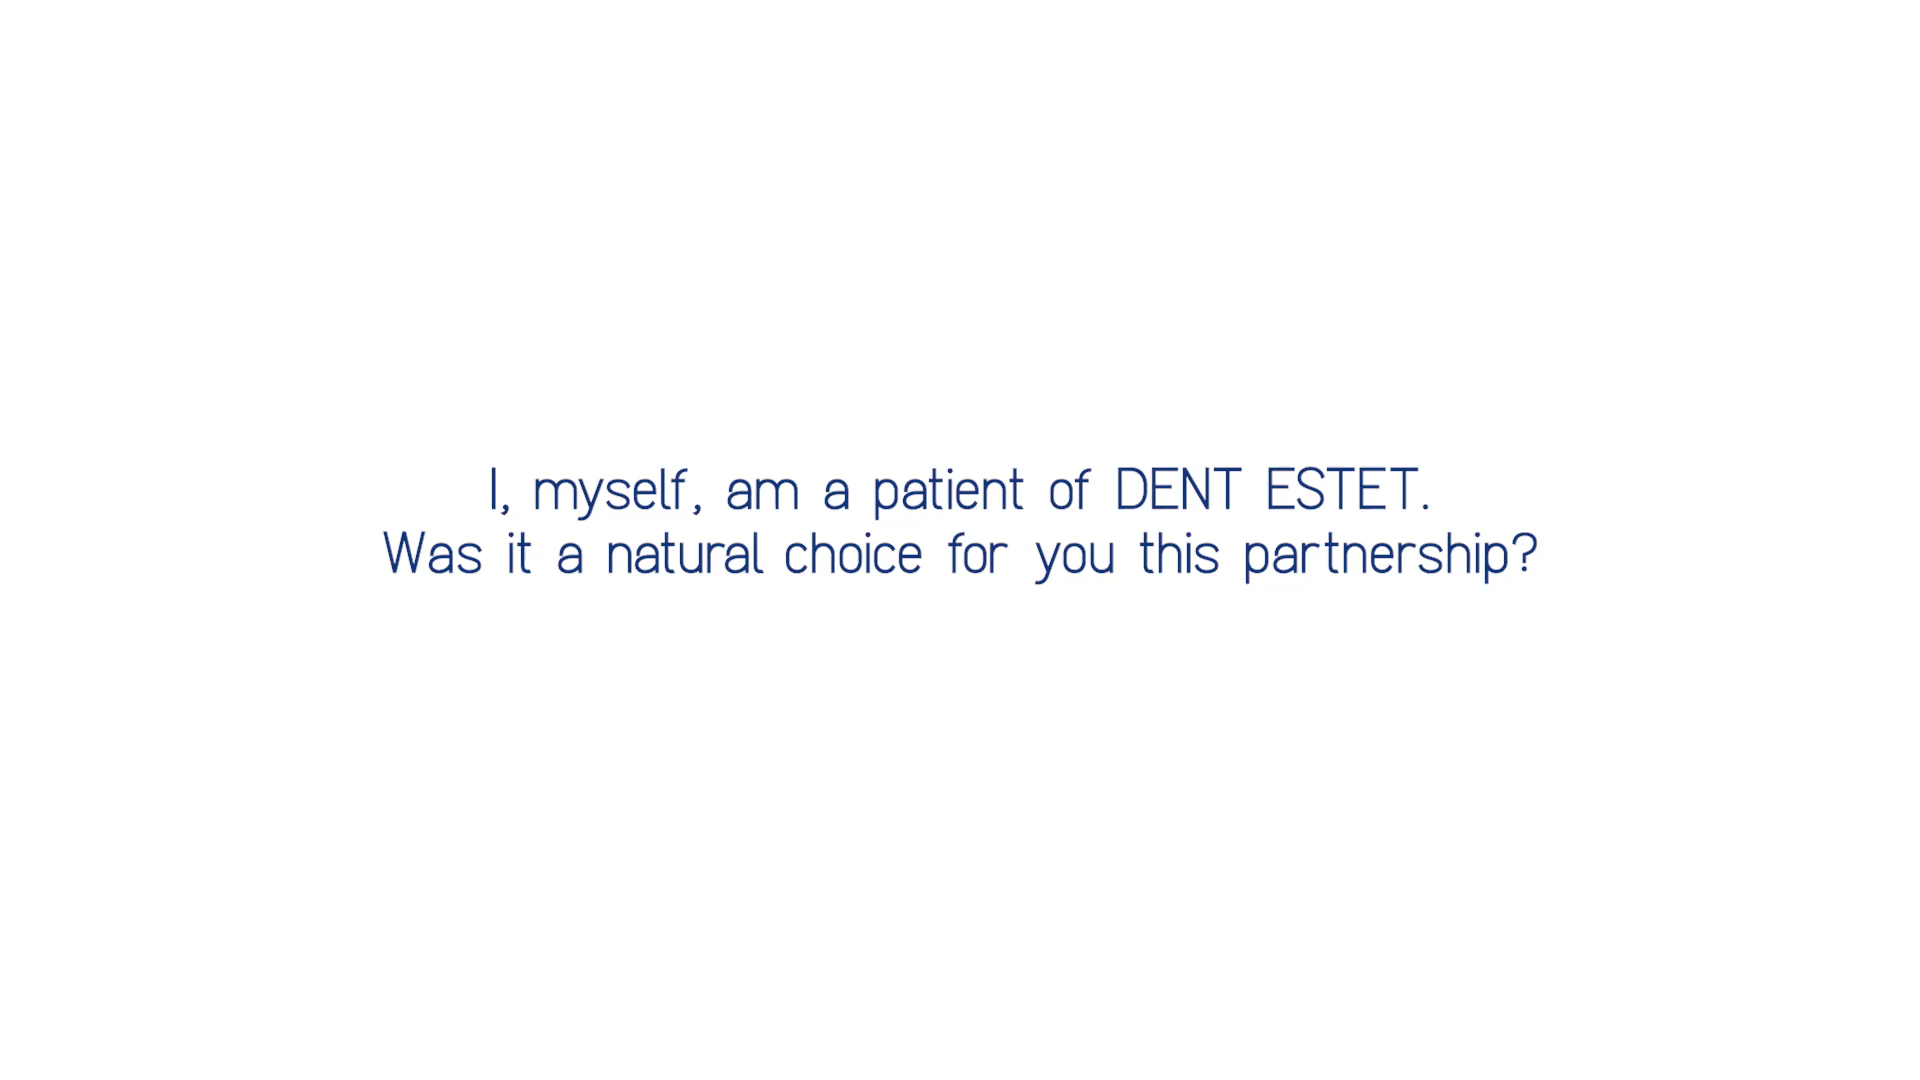 I, myself, am a patient of DENT ESTET.
Was it a natural choice for you this partnership?